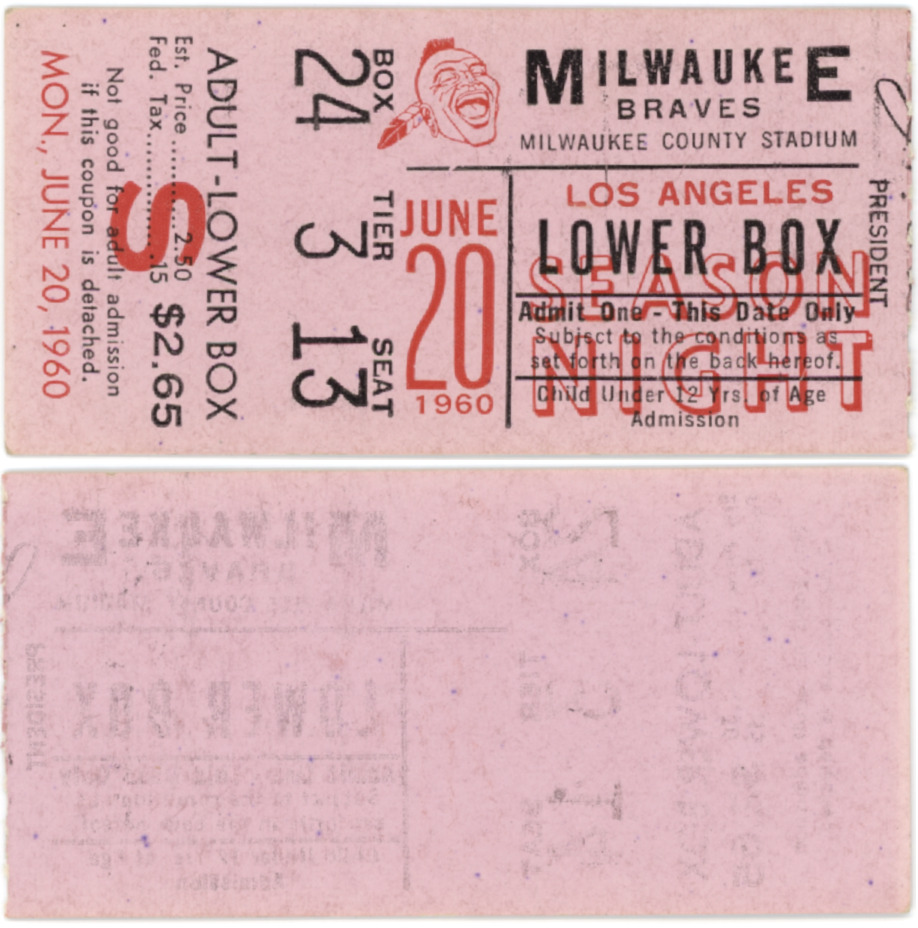 MILWAUKEE
BRAVES
MILWAUKEE COUNTY STADIUM
LOS ANGELES
LOWER BOX
SEASON
NIGHT
Admit One - This Date Only
Subjsct to the conditions as
set forth on the back hereof.
Child Under 12 Yrs. of Age
Admission
PRESIDENT
JUNE
20
1960
BOX
24
TIER
3
SEAT
13
ADULT-LOWER BOX
Est. Price .......... 2.50
Fed. Tax............... .15
$2.65
S
Not good for adult admission
if this coupon is detached.
MON., JUNE 20, 1960